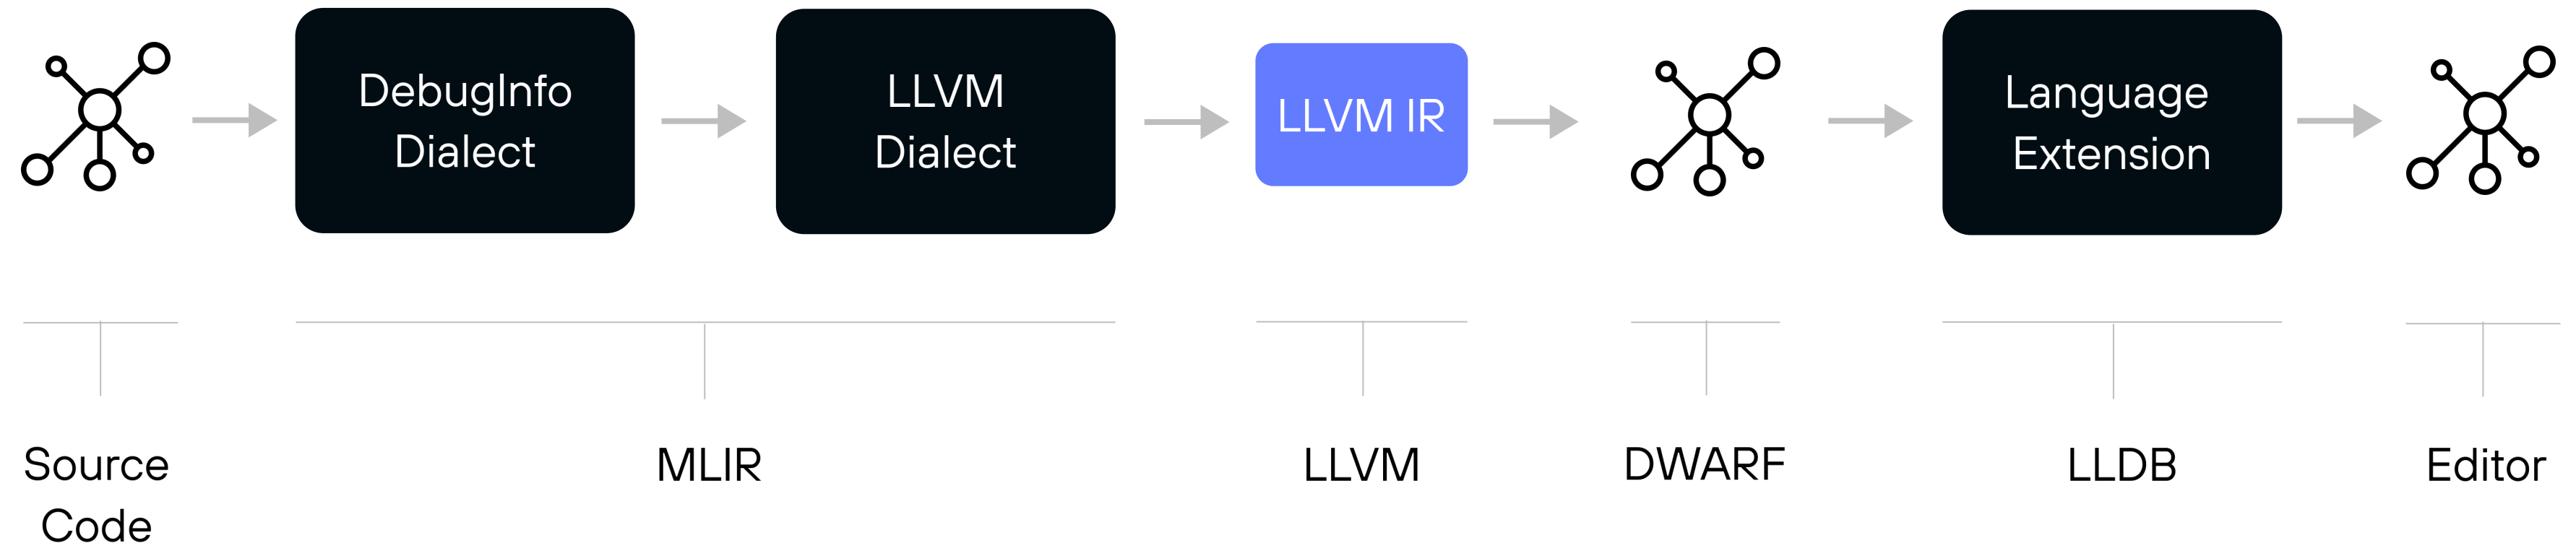 DebugInfo
Dialect
LLVM
Dialect
LLVM IR
Language
Extension
Source
Code
MLIR
LLVM
DWARF
LLDB
Editor